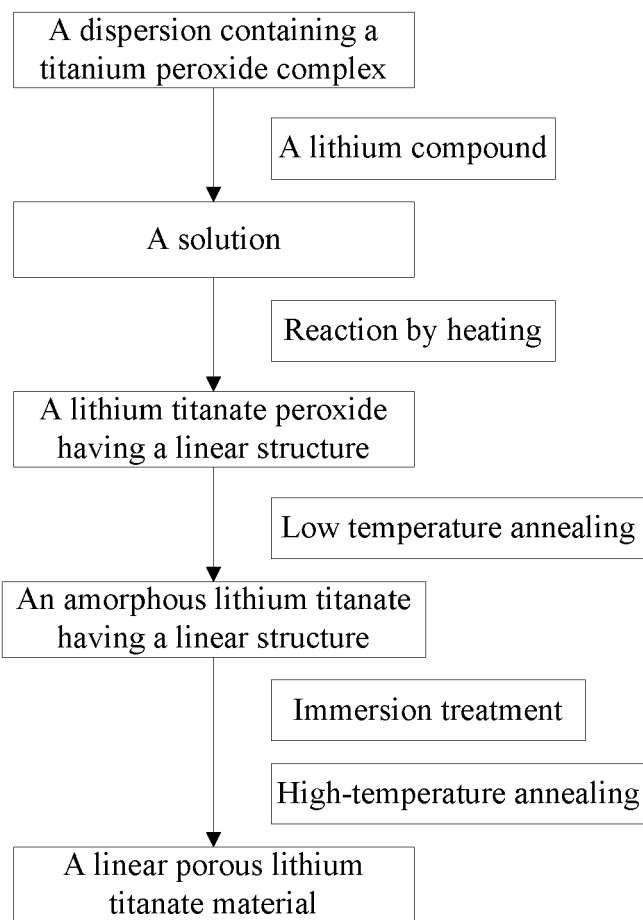 A dispersion containing a
titanium peroxide complex
A lithium compound
A solution
Reaction by heating
A lithium titanate peroxide
having a linear structure
Low temperature annealing
An amorphous lithium titanate
having a linear structure
Immersion treatment
High-temperature annealing
A linear porous lithium
titanate material